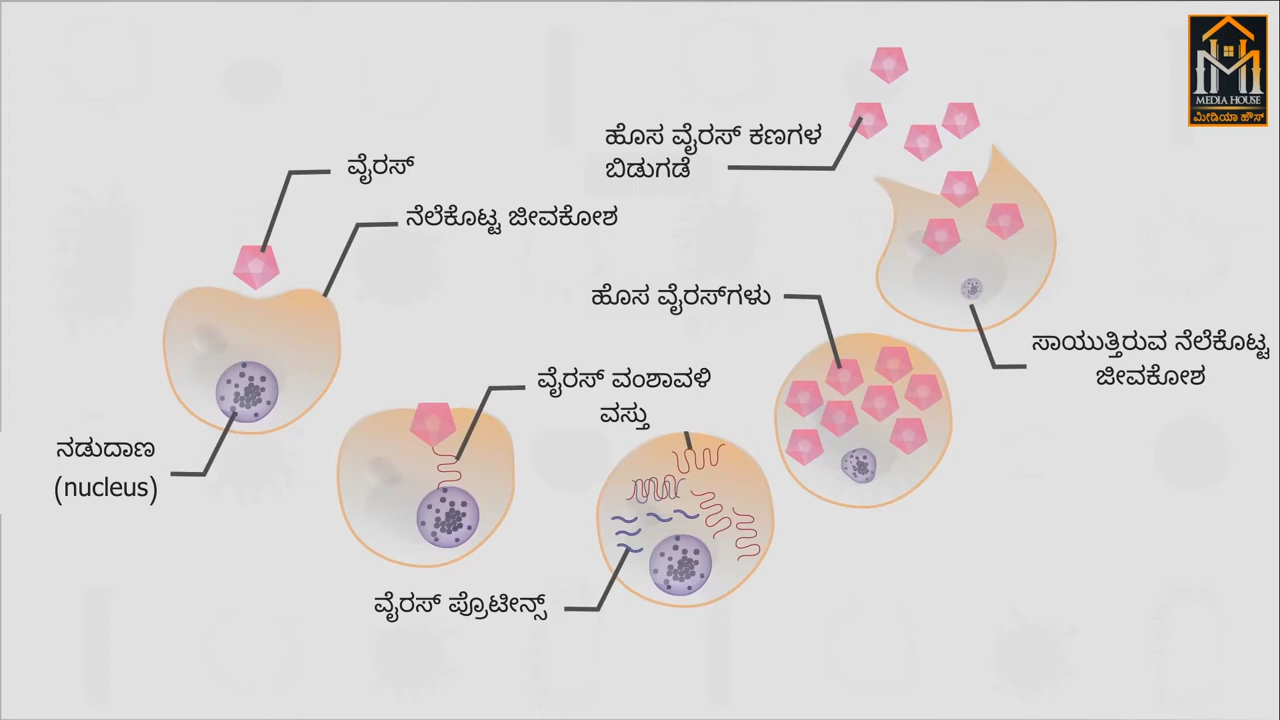 MEDIA HOUSE
ಮೀಡಿಯಾ ಹೌಸ್
ಹೊಸ ವೈರಸ್ ಕಣಗಳ
ಬಿಡುಗಡೆ
ವೈರಸ್
ನೆಲೆಕೊಟ್ಟ ಜೀವಕೋಶ
ಹೊಸ ವೈರಸ್‌ಗಳು
ಸಾಯುತ್ತಿರುವ ನೆಲೆಕೊಟ್ಟ
ಜೀವಕೋಶ
ವೈರಸ್ ವಂಶಾವಳಿ
ವಸ್ತು
ನಡುದಾಣ
(nucleus)
ವೈರಸ್ ಪ್ರೊಟೀನ್ಸ್